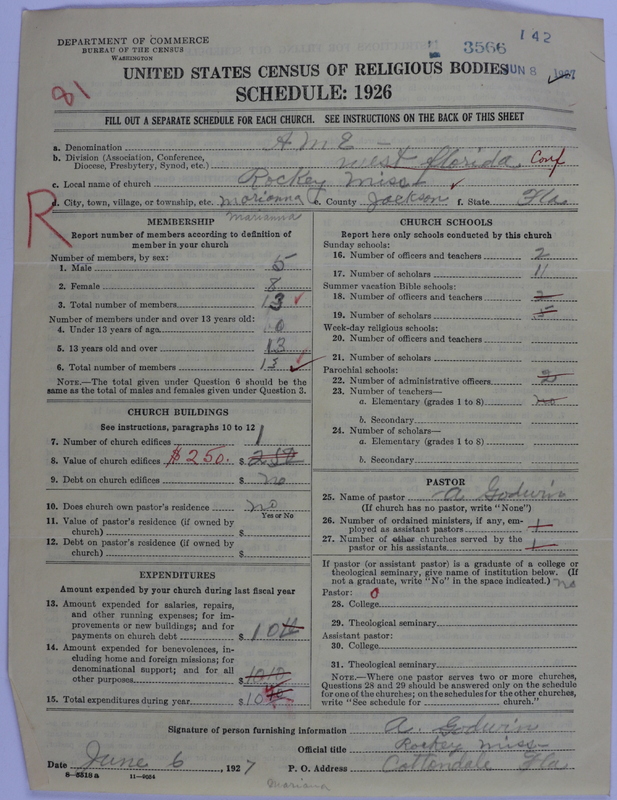 DEPARTMENT OF COMMERCE
BUREAU OF THE CENSUS
WASHINGTON
3566
142
JUN 8 1927
UNITED STATES CENSUS OF RELIGIOUS BODIES
SCHEDULE: 1926
81
FILL OUT A SEPARATE SCHEDULE FOR EACH CHURCH. SEE INSTRUCTIONS ON THE BACK OF THIS SHEET
a. Denomination AME
b. Division (Association, Conference, Diocese, Presbytery, Synod, etc.) West florida Conf
c. Local name of church Rockey Miss
R
d. City, town, village, or township, etc. Marianna e. County Jackson f. State Fla
Marianna
MEMBERSHIP
Report number of members according to definition of
member in your church
Number of members, by sex:
1. Male 5
2. Female 8
3. Total number of members 13
Number of members under and over 13 years old:
4. Under 13 years of age 0
5. 13 years old and over 13
6. Total number of members 13
NOTE.—The total given under Question 6 should be the
same as the total of males and females given under Question 3.
CHURCH BUILDINGS
See instructions, paragraphs 10 to 12
7. Number of church edifices 1
8. Value of church edifices $250. $
9. Debt on church edifices $ no
10. Does church own pastor's residence no
Yes or No
11. Value of pastor's residence (if owned by
church) $
12. Debt on pastor's residence (if owned by
church) $
EXPENDITURES
Amount expended by your church during last fiscal year
13. Amount expended for salaries, repairs,
and other running expenses; for im-
provements or new buildings; and for
payments on church debt $
14. Amount expended for benevolences, in-
cluding home and foreign missions; for
denominational support; and for all
other purposes $
15. Total expenditures during year $
CHURCH SCHOOLS
Report here only schools conducted by this church
Sunday schools:
16. Number of officers and teachers 2
17. Number of scholars 11
Summer vacation Bible schools:
18. Number of officers and teachers 2
19. Number of scholars 5
Week-day religious schools:
20. Number of officers and teachers
21. Number of scholars
Parochial schools:
22. Number of administrative officers 2
23. Number of teachers—
a. Elementary (grades 1 to 8) no
b. Secondary
24. Number of scholars—
a. Elementary (grades 1 to 8)
b. Secondary
PASTOR
25. Name of pastor A Godwin
(If church has no pastor, write "None")
26. Number of ordained ministers, if any, em-
ployed as assistant pastors 1
27. Number of other churches served by the
pastor or his assistants 1
If pastor (or assistant pastor) is a graduate of a college or
theological seminary, give name of institution below. (If
not a graduate, write "No" in the space indicated.) no
Pastor: 0
28. College
29. Theological seminary
Assistant pastor:
30. College
31. Theological seminary
NOTE.—Where one pastor serves two or more churches,
Questions 28 and 29 should be answered only on the schedule
for one of the churches; on the schedules for the other churches,
write "See schedule for church."
Signature of person furnishing information A. Godwin
Official title Rockey Miss
Date June 6, 1927 P. O. Address Cottondale Fla
8—5518a 11—9024
Mariana